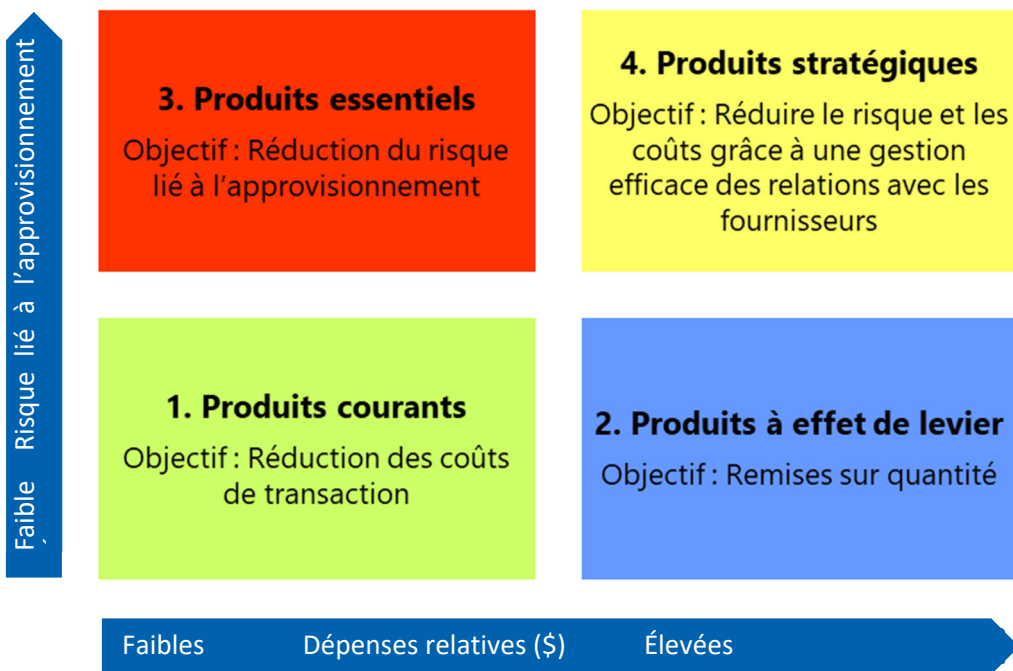 Faible Risque lié à l’approvisionnement
3. Produits essentiels
Objectif : Réduction du risque
lié à l’approvisionnement
4. Produits stratégiques
Objectif : Réduire le risque et les
coûts grâce à une gestion
efficace des relations avec les
fournisseurs
1. Produits courants
Objectif : Réduction des coûts
de transaction
2. Produits à effet de levier
Objectif : Remises sur quantité
Faibles Dépenses relatives ($) Élevées